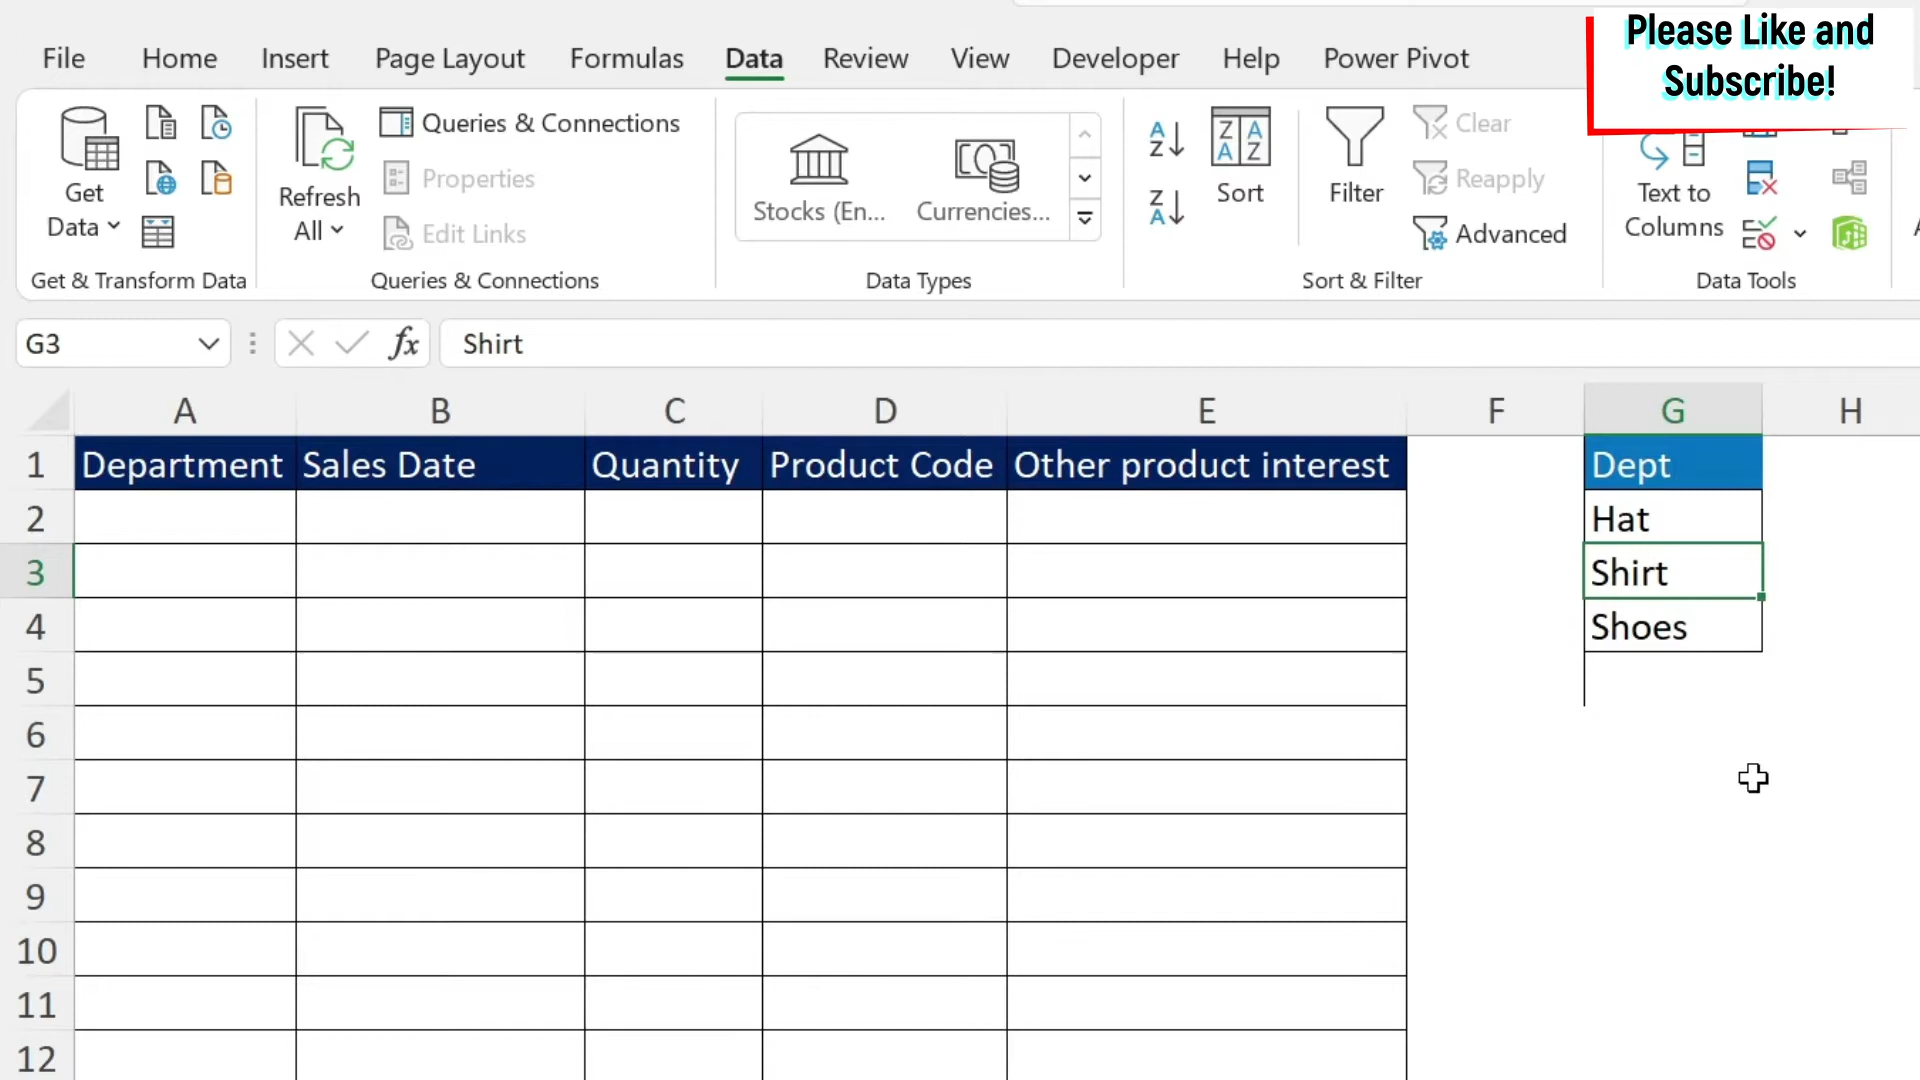 Please Like and
Subscribe!
File Home Insert Page Layout Formulas Data Review View Developer Help Power Pivot
Get
Data
Refresh
All
Queries & Connections
Properties
Edit Links
Stocks (En...
Currencies...
Sort
Filter
Clear
Reapply
Advanced
Text to
Columns
Get & Transform Data
Queries & Connections
Data Types
Sort & Filter
Data Tools
G3
fx
Shirt
A B C D E F G H
1 Department Sales Date Quantity Product Code Other product interest Dept
2 Hat
3 Shirt
4 Shoes
5
6
7
8
9
10
11
12